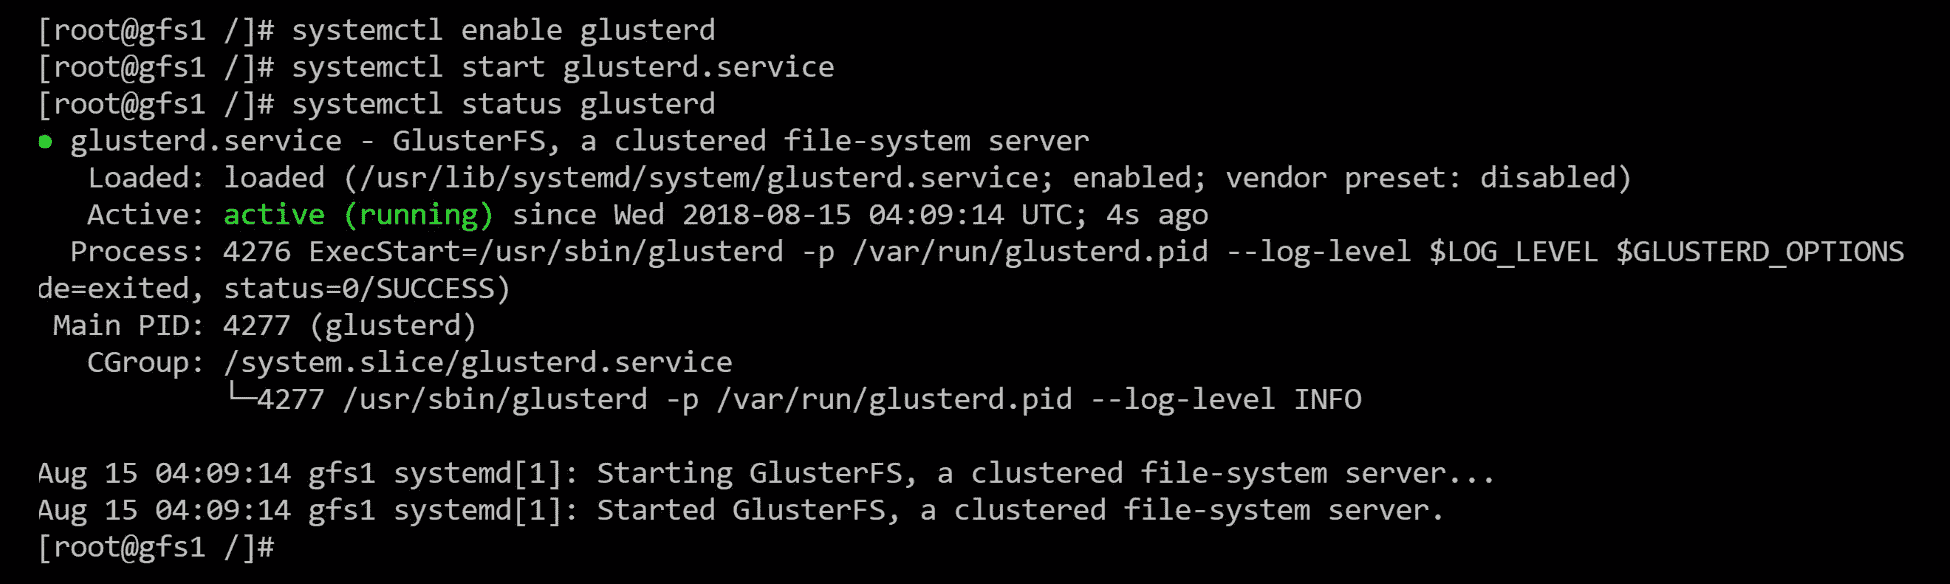 [root@gfs1 /]# systemctl enable glusterd
[root@gfs1 /]# systemctl start glusterd.service
[root@gfs1 /]# systemctl status glusterd
● glusterd.service - GlusterFS, a clustered file-system server
   Loaded: loaded (/usr/lib/systemd/system/glusterd.service; enabled; vendor preset: disabled)
   Active: active (running) since Wed 2018-08-15 04:09:14 UTC; 4s ago
  Process: 4276 ExecStart=/usr/sbin/glusterd -p /var/run/glusterd.pid --log-level $LOG_LEVEL $GLUSTERD_OPTIONS
de=exited, status=0/SUCCESS)
 Main PID: 4277 (glusterd)
   CGroup: /system.slice/glusterd.service
           └─4277 /usr/sbin/glusterd -p /var/run/glusterd.pid --log-level INFO

Aug 15 04:09:14 gfs1 systemd[1]: Starting GlusterFS, a clustered file-system server...
Aug 15 04:09:14 gfs1 systemd[1]: Started GlusterFS, a clustered file-system server.
[root@gfs1 /]#